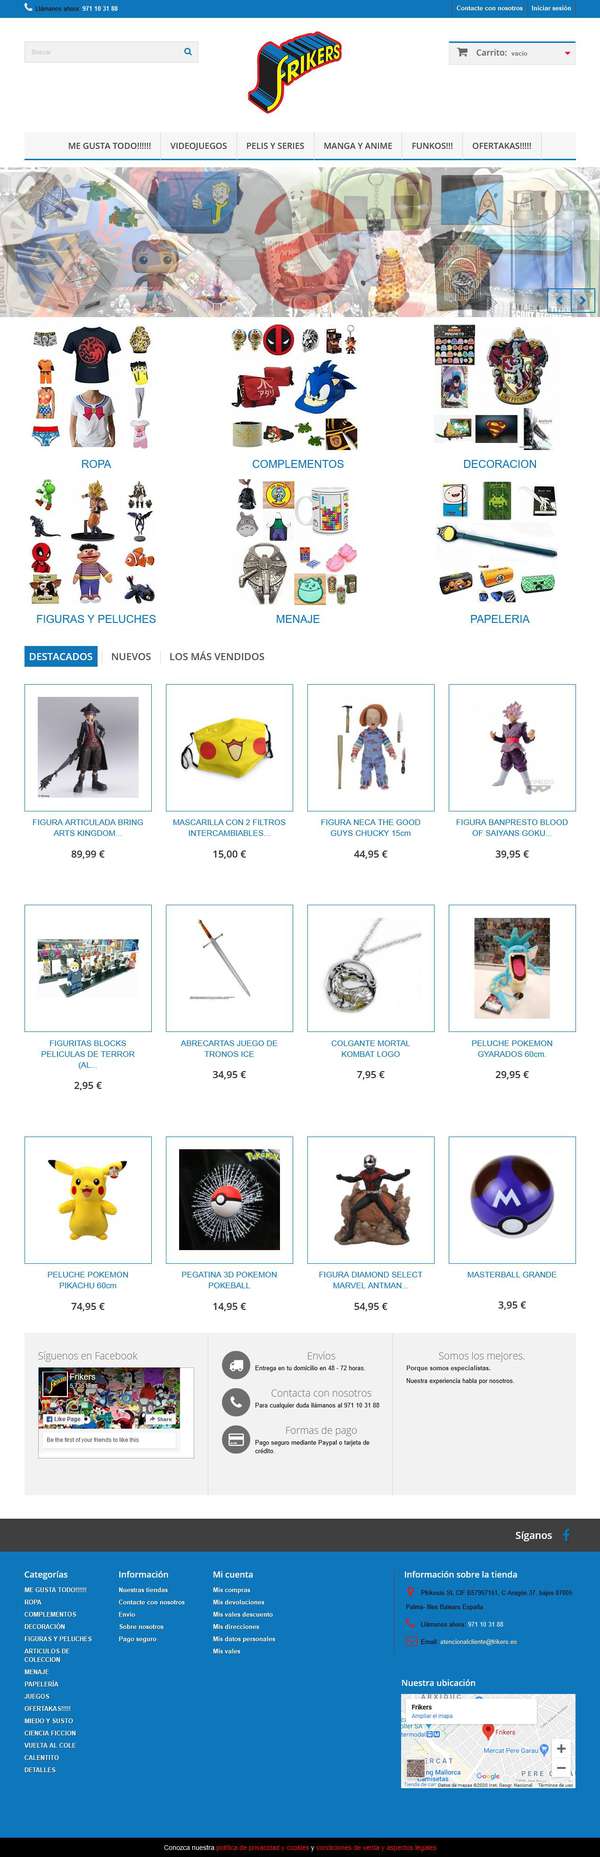 Llámanos ahora: 971 10 31 88
Contacte con nosotros
Iniciar sesión
Buscar
FRIKERS
Carrito: vacío
ME GUSTA TODO!!!!!!
VIDEOJUEGOS
PELIS Y SERIES
MANGA Y ANIME
FUNKOS!!!
OFERTAKAS!!!!!
ROPA
COMPLEMENTOS
DECORACION
FIGURAS Y PELUCHES
MENAJE
PAPELERIA
DESTACADOS
NUEVOS
LOS MÁS VENDIDOS
FIGURA ARTICULADA BRING
ARTS KINGDOM...
89,99 €
MASCARILLA CON 2 FILTROS
INTERCAMBIABLES...
15,00 €
FIGURA NECA THE GOOD
GUYS CHUCKY 15cm
44,95 €
FIGURA BANPRESTO BLOOD
OF SAIYANS GOKU...
39,95 €
FIGURITAS BLOCKS
PELICULAS DE TERROR
(AL...
2,95 €
ABRECARTAS JUEGO DE
TRONOS ICE
34,95 €
COLGANTE MORTAL
KOMBAT LOGO
7,95 €
PELUCHE POKEMON
GYARADOS 60cm.
29,95 €
POKÉMON
M
PELUCHE POKEMON
PIKACHU 60cm
74,95 €
PEGATINA 3D POKEMON
POKEBALL
14,95 €
FIGURA DIAMOND SELECT
MARVEL ANTMAN...
54,95 €
MASTERBALL GRANDE
3,95 €
Síguenos en Facebook
Frikers
Like Page
Share
Be the first of your friends to like this
Envíos
Entrega en tu domicilio en 48 - 72 horas.
Contacta con nosotros
Para cualquier duda llámanos al 971 10 31 88
Formas de pago
Pago seguro mediante Paypal o tarjeta de
crédito.
Somos los mejores.
Porque somos especialistas.
Nuestra experiencia habla por nosotros.
Síganos
Categorías
ME GUSTA TODO!!!!!!
ROPA
COMPLEMENTOS
DECORACIÓN
FIGURAS Y PELUCHES
ARTICULOS DE
COLECCION
MENAJE
PAPELERÍA
JUEGOS
OFERTAKAS!!!!!
MIEDO Y SUSTO
CIENCIA FICCION
VUELTA AL COLE
CALENTITO
DETALLES
Información
Nuestras tiendas
Contacte con nosotros
Envío
Sobre nosotros
Pago seguro
Mi cuenta
Mis compras
Mis devoluciones
Mis vales descuento
Mis direcciones
Mis datos personales
Mis vales
Información sobre la tienda
Phikesis SL CIF B57957161, C Aragón 37, bajos 07005
Palma- Illes Balears España
Llámanos ahora: 971 10 31 88
Email: atencionalcliente@frikers.es
Nuestra ubicación
Frikers
Ampliar el mapa
Frikers
Mercat Pere Garau
Google
Datos de mapas ©2020 Inst. Geogr. Nacional
Términos de uso
Conozca nuestra política de privacidad y cookies y condiciones de venta y aspectos legales